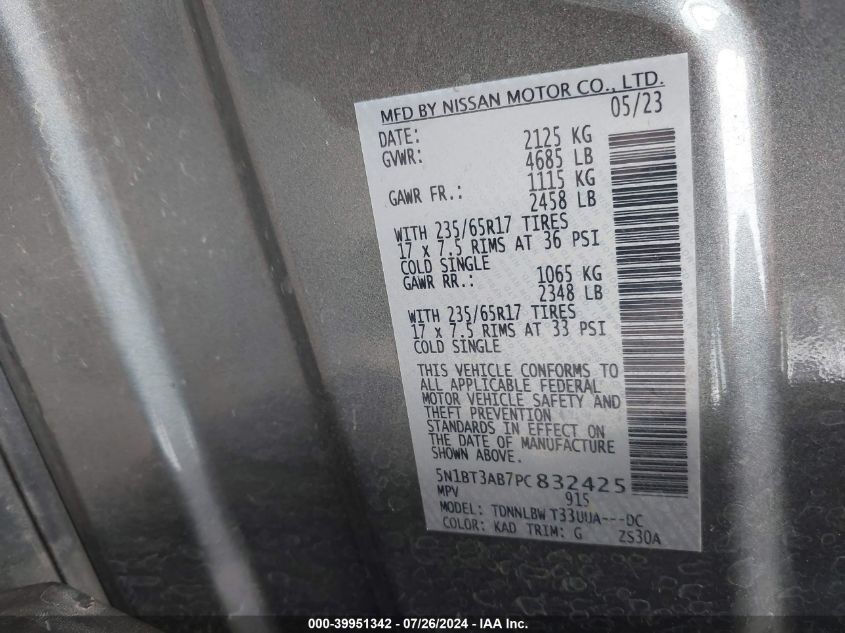 MFD BY NISSAN MOTOR CO., LTD.
DATE: 05/23
GVWR: 2125 KG
4685 LB
GAWR FR.: 1115 KG
2458 LB
WITH 235/65R17 TIRES
17 x 7.5 RIMS AT 36 PSI
COLD SINGLE
GAWR RR.: 1065 KG
2348 LB
WITH 235/65R17 TIRES
17 x 7.5 RIMS AT 33 PSI
COLD SINGLE
THIS VEHICLE CONFORMS TO
ALL APPLICABLE FEDERAL
MOTOR VEHICLE SAFETY AND
THEFT PREVENTION
STANDARDS IN EFFECT ON
THE DATE OF MANUFACTURE
SHOWN ABOVE.
5N1BT3AB7PC832425
MPV 915
MODEL: TDNNLBW T33UUA---DC
COLOR: KAD TRIM: G ZS30A
000-39951342 / 07/26/2024 - IAA Inc.